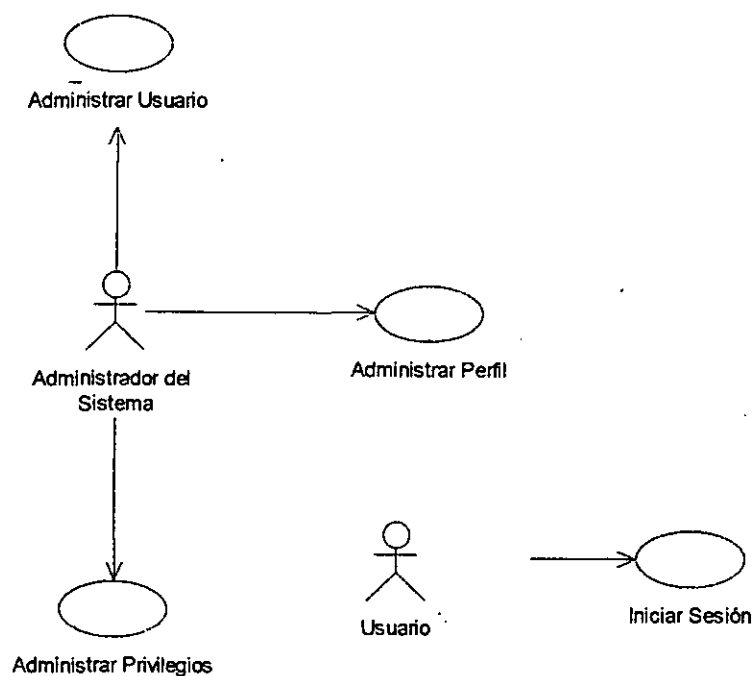 Administrar Usuario
Administrador del
Sistema
Administrar Perfil
Usuario
Iniciar Sesión
Administrar Privilegios